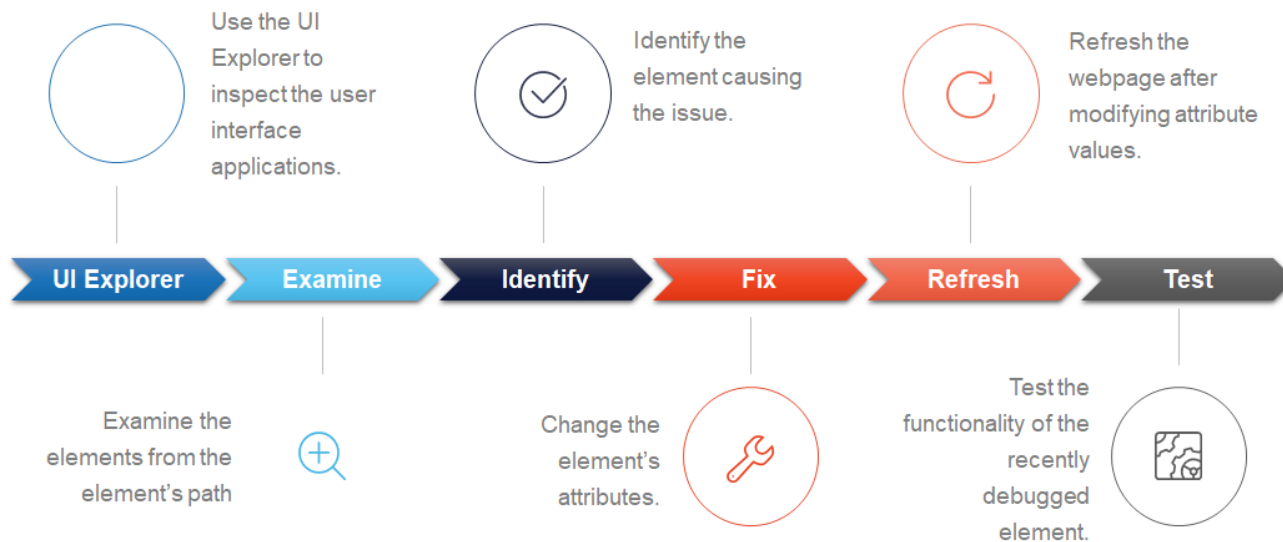 Use the UI
Explorer to
inspect the user
interface
applications.
Identify the
element causing
the issue.
Refresh the
webpage after
modifying attribute
values.
UI Explorer
Examine
Identify
Fix
Refresh
Test
Examine the
elements from the
element's path
Change the
element's
attributes.
Test the
functionality of the
recently
debugged
element.